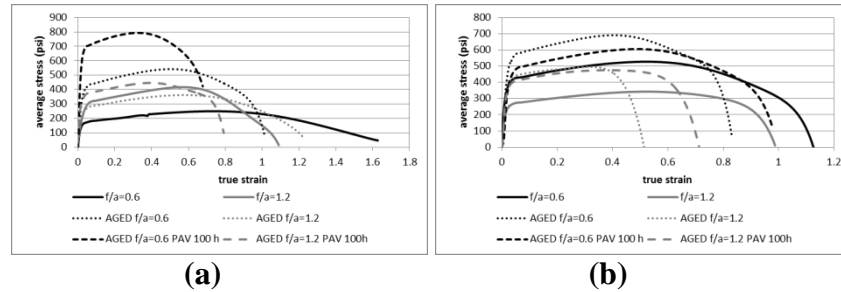 900
800
700
600
500
400
300
200
100
0
average stress (psi)
0 0.2 0.4 0.6 0.8 1 1.2 1.4 1.6 1.8
true strain
f/a=0.6 f/a=1.2
AGED f/a=0.6 AGED f/a=1.2
AGED f/a=0.6 PAV 100 h AGED f/a=1.2 PAV 100h
(a)
800
700
600
500
400
300
200
100
0
average stress (psi)
0 0.2 0.4 0.6 0.8 1 1.2
true strain
f/a=0.6 f/a=1.2
AGED f/a=0.6 AGED f/a=1.2
AGED f/a=0.6 PAV 100 h AGED f/a=1.2 PAV 100h
(b)